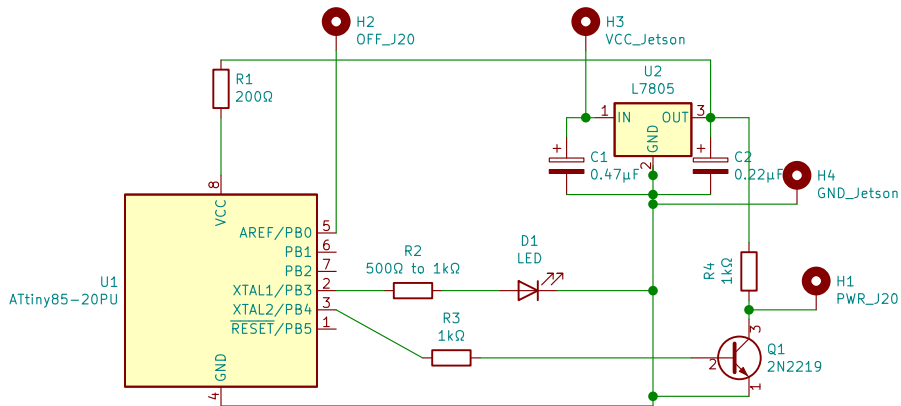 H2
OFF_J20
H3
VCC_Jetson
R1
200Ω
U2
L7805
1
IN
OUT
3
GND
2
C1
0.47µF
C2
0.22µF
H4
GND_Jetson
8
VCC
U1
ATtiny85-20PU
AREF/PB0
5
PB1
6
PB2
7
XTAL1/PB3
2
XTAL2/PB4
3
RESET/PB5
1
GND
4
R2
500Ω to 1kΩ
D1
LED
R3
1kΩ
R4
1kΩ
H1
PWR_J20
3
2
1
Q1
2N2219
+
+